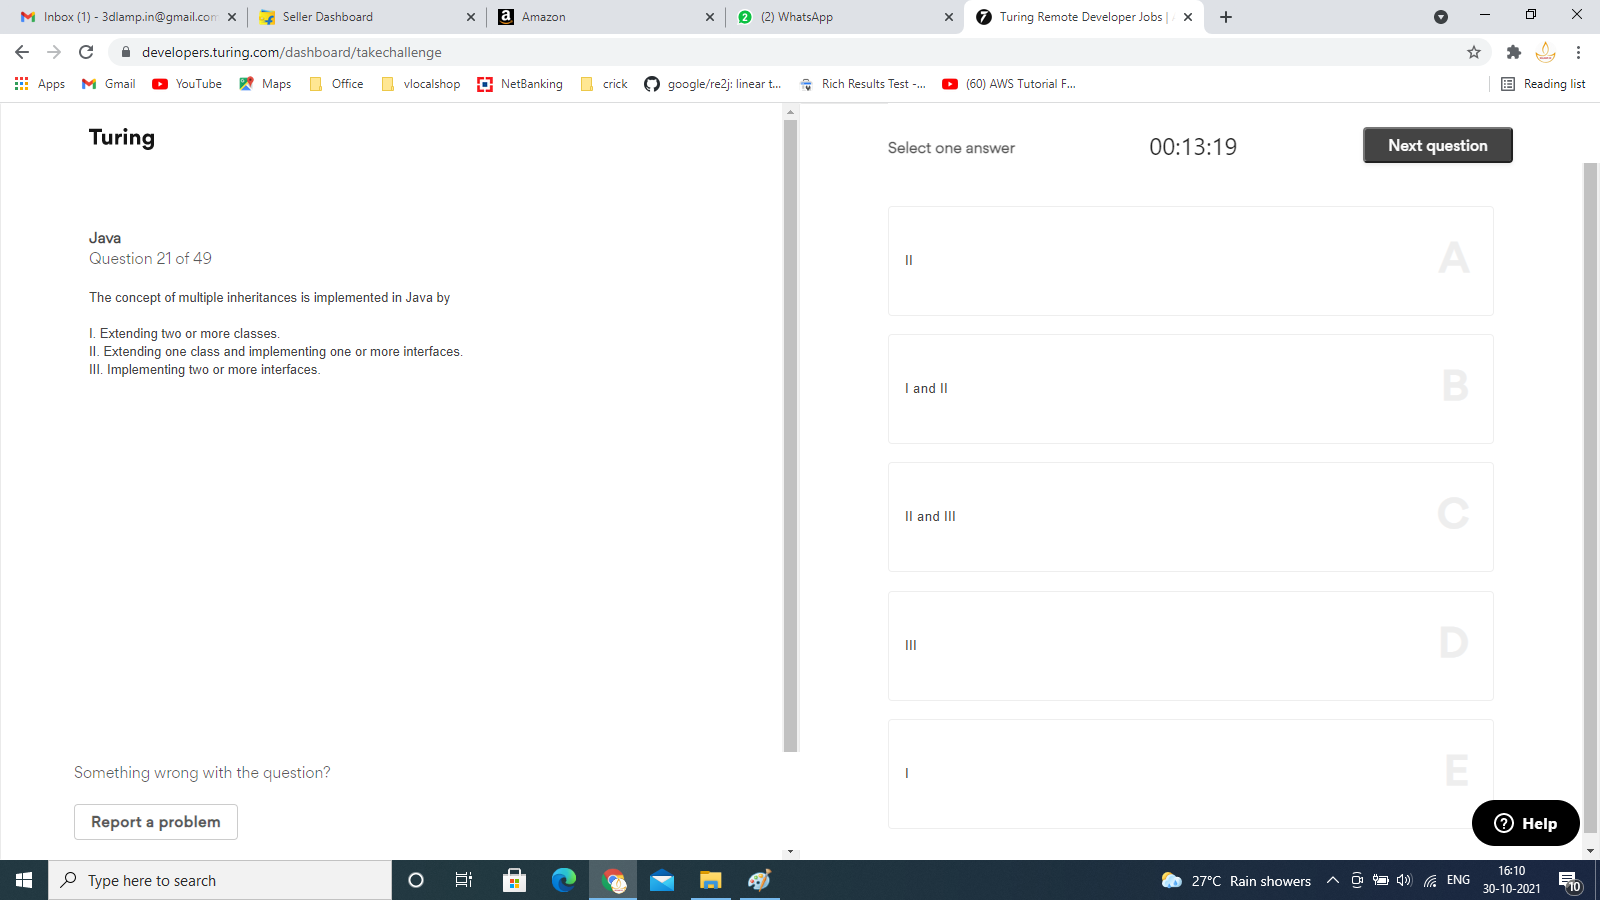 Inbox (1) - 3dlamp.in@gmail.com
Seller Dashboard
Amazon
(2) WhatsApp
Turing Remote Developer Jobs |
developers.turing.com/dashboard/takechallenge
Apps
Gmail
YouTube
Maps
Office
vlocalshop
NetBanking
crick
google/re2j: linear t...
Rich Results Test -...
(60) AWS Tutorial F...
Reading list
Turing
Select one answer
00:13:19
Next question
Java
Question 21 of 49
The concept of multiple inheritances is implemented in Java by
I. Extending two or more classes.
II. Extending one class and implementing one or more interfaces.
III. Implementing two or more interfaces.
II
A
I and II
B
II and III
C
III
D
I
E
Something wrong with the question?
Report a problem
Help
Type here to search
27°C Rain showers
ENG
16:10
30-10-2021
10